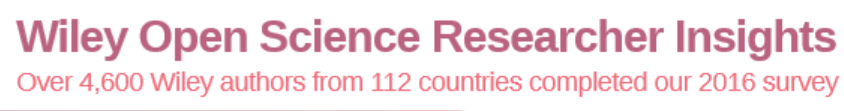 Wiley Open Science Researcher Insights
Over 4,600 Wiley authors from 112 countries completed our 2016 survey